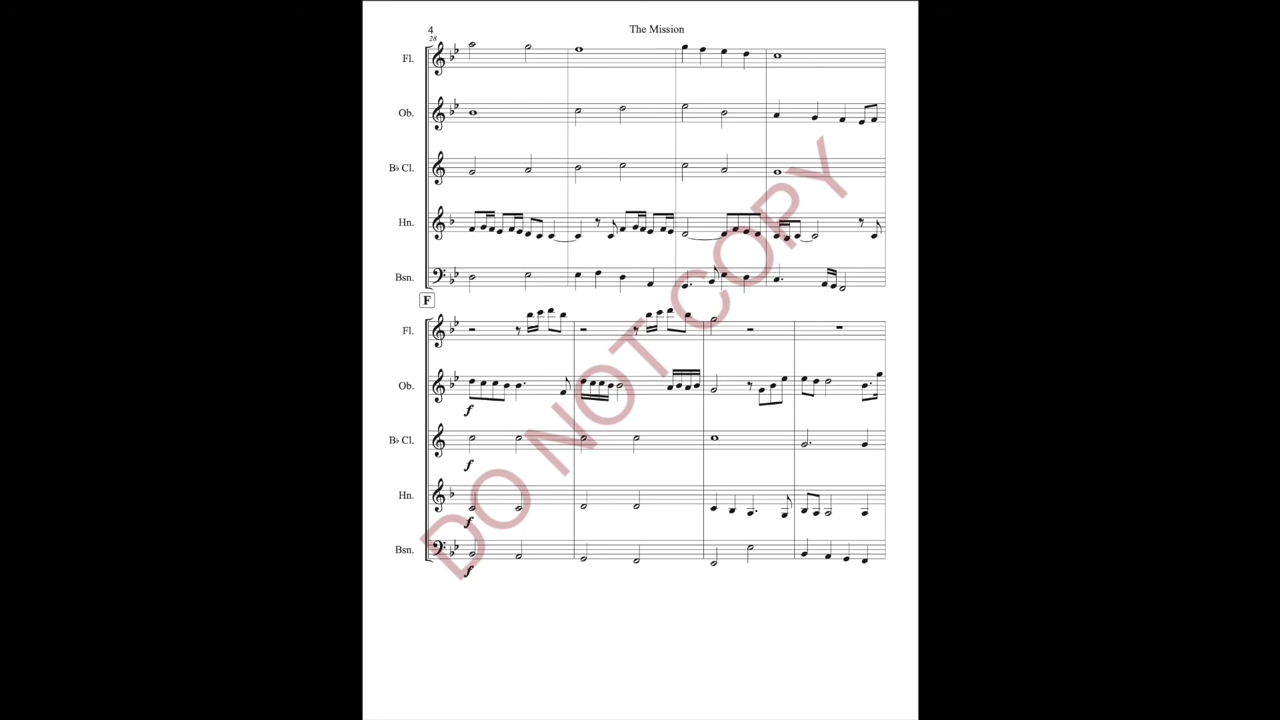 4
The Mission
28
Fl.
Ob.
B♭ Cl.
Hn.
Bsn.
F
Fl.
Ob.
f
B♭ Cl.
f
Hn.
f
Bsn.
f
DO NOT COPY